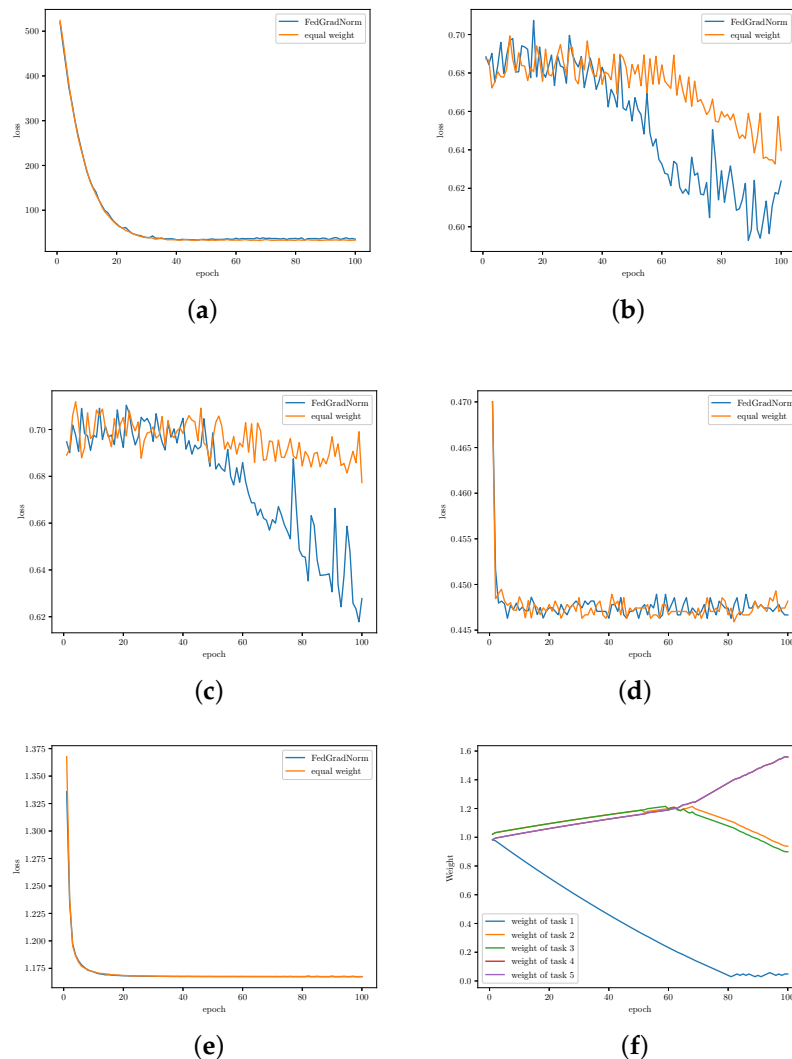 500
400
300
200
100
loss
0
20
40
60
80
100
epoch
FedGradNorm
equal weight
(a)
0.70
0.68
0.66
0.64
0.62
0.60
loss
0
20
40
60
80
100
epoch
FedGradNorm
equal weight
(b)
0.70
0.68
0.66
0.64
0.62
loss
0
20
40
60
80
100
epoch
FedGradNorm
equal weight
(c)
0.470
0.465
0.460
0.455
0.450
0.445
loss
0
20
40
60
80
100
epoch
FedGradNorm
equal weight
(d)
1.375
1.350
1.325
1.300
1.275
1.250
1.225
1.200
1.175
loss
0
20
40
60
80
100
epoch
FedGradNorm
equal weight
(e)
1.6
1.4
1.2
1.0
0.8
0.6
0.4
0.2
0.0
Weight
0
20
40
60
80
100
epoch
weight of task 1
weight of task 2
weight of task 3
weight of task 4
weight of task 5
(f)